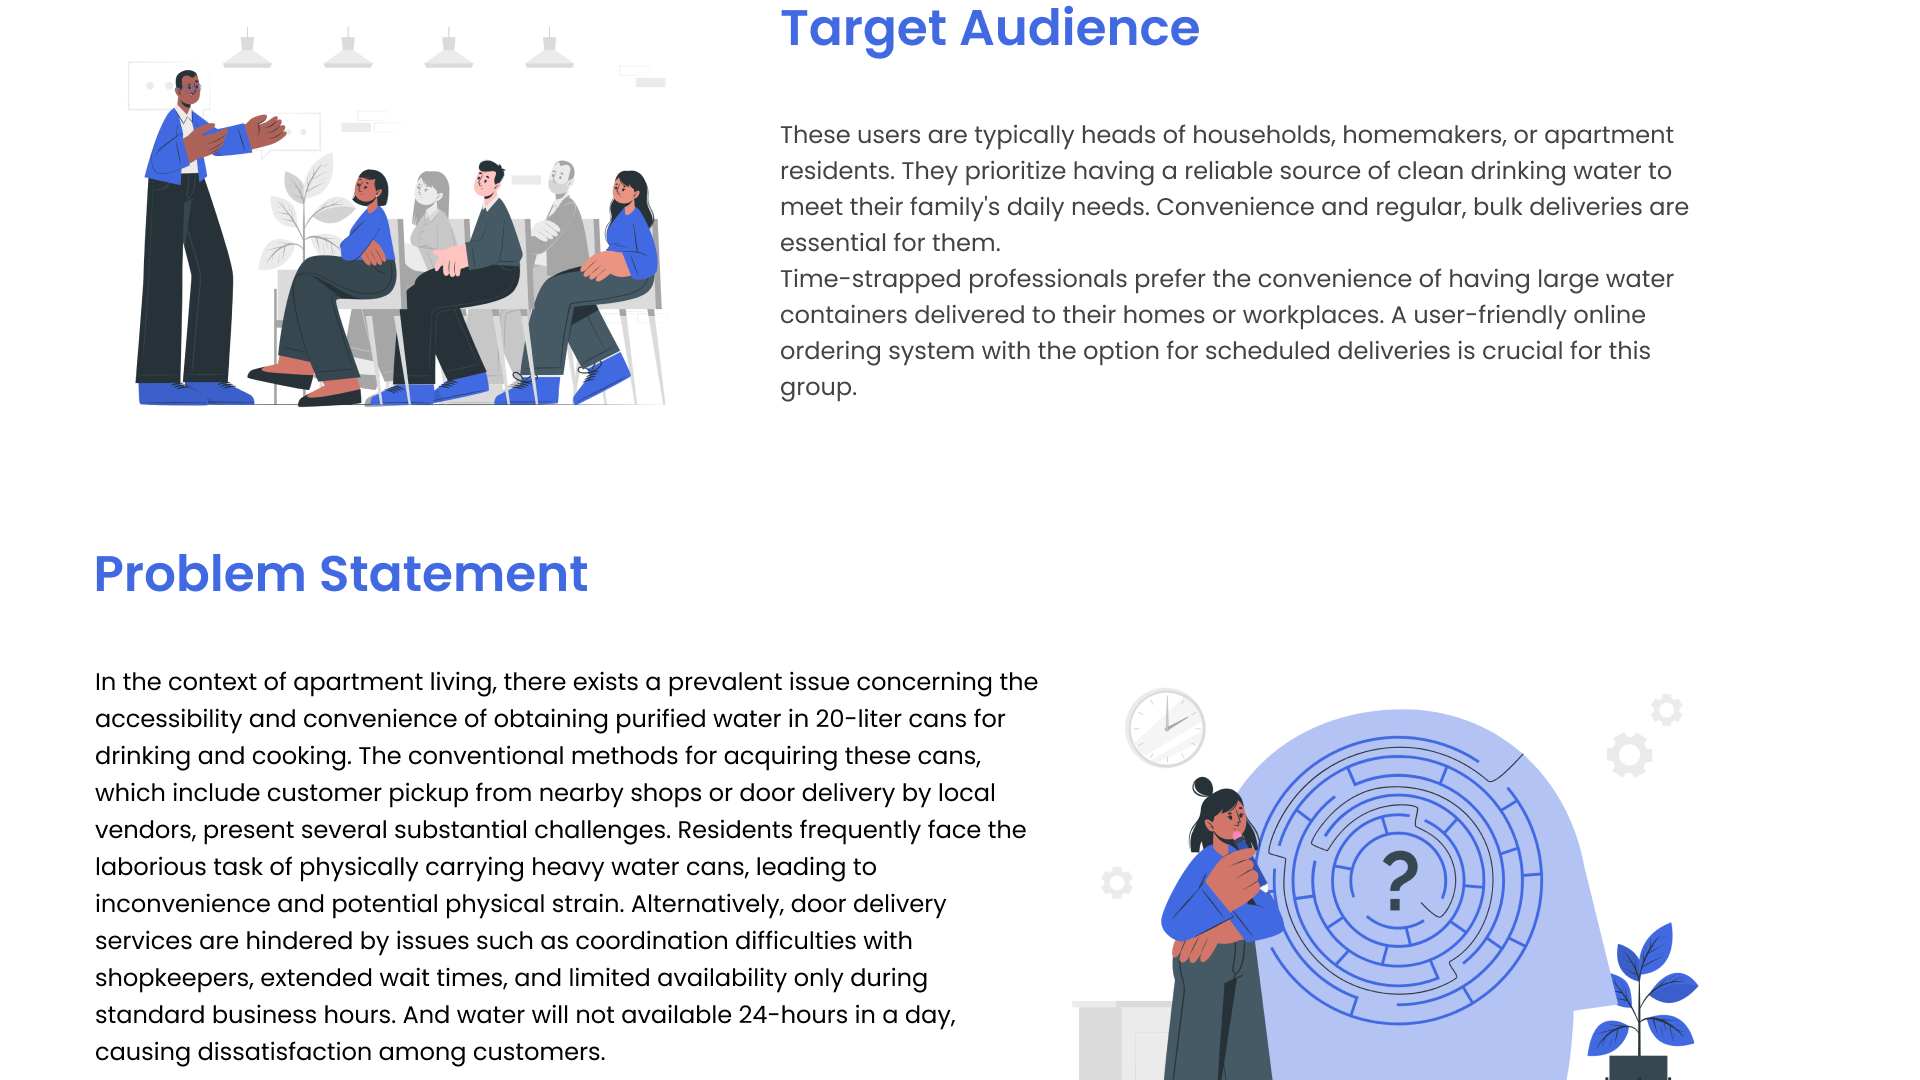 Target Audience
These users are typically heads of households, homemakers, or apartment
residents. They prioritize having a reliable source of clean drinking water to
meet their family's daily needs. Convenience and regular, bulk deliveries are
essential for them.
Time-strapped professionals prefer the convenience of having large water
containers delivered to their homes or workplaces. A user-friendly online
ordering system with the option for scheduled deliveries is crucial for this
group.
Problem Statement
In the context of apartment living, there exists a prevalent issue concerning the
accessibility and convenience of obtaining purified water in 20-liter cans for
drinking and cooking. The conventional methods for acquiring these cans,
which include customer pickup from nearby shops or door delivery by local
vendors, present several substantial challenges. Residents frequently face the
laborious task of physically carrying heavy water cans, leading to
inconvenience and potential physical strain. Alternatively, door delivery
services are hindered by issues such as coordination difficulties with
shopkeepers, extended wait times, and limited availability only during
standard business hours. And water will not available 24-hours in a day,
causing dissatisfaction among customers.
?